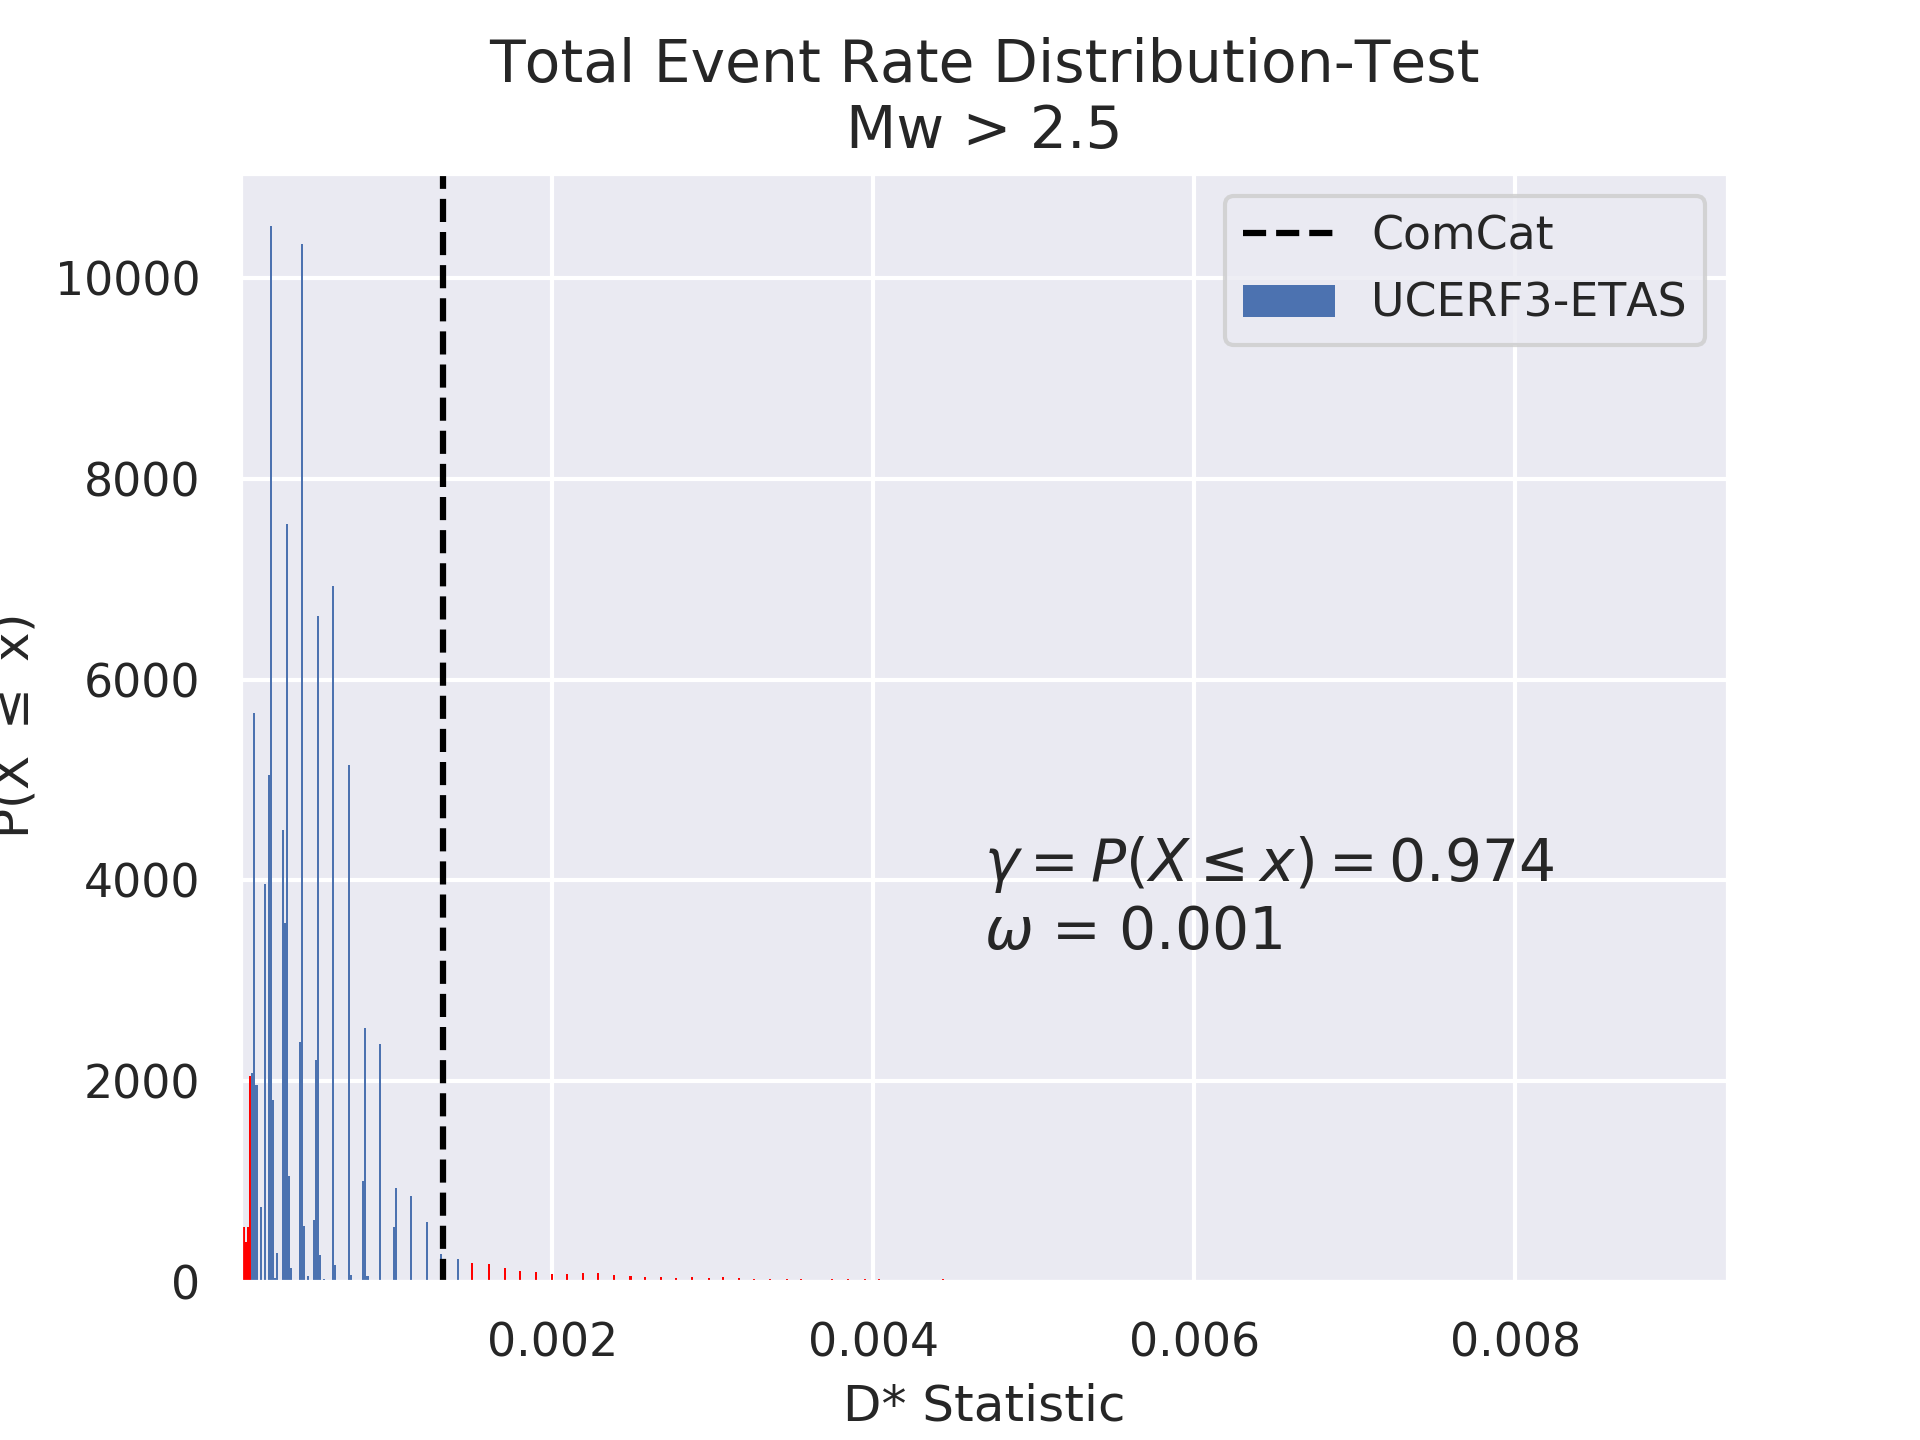 Total Event Rate Distribution-Test
Mw > 2.5
ComCat
UCERF3-ETAS
10000
8000
6000
4000
2000
0
P(X ≤ x)
γ = P(X ≤ x) = 0.974
ω = 0.001
0.002 0.004 0.006 0.008
D* Statistic